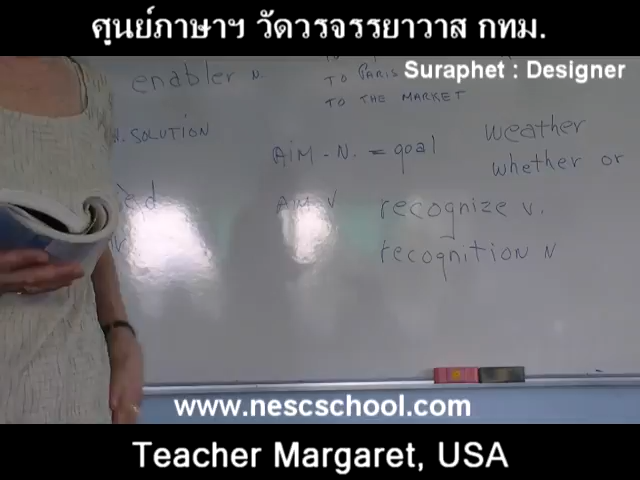 ศูนย์ภาษาฯ วัดวรจรรยาวาส กทม.
Suraphet : Designer
enabler N.
TO PARIS
TO THE MARKET
N. SOLUTION
AIM - N. = goal
weather
whether or
AIM V
recognize v.
recognition N
www.nescschool.com
Teacher Margaret, USA